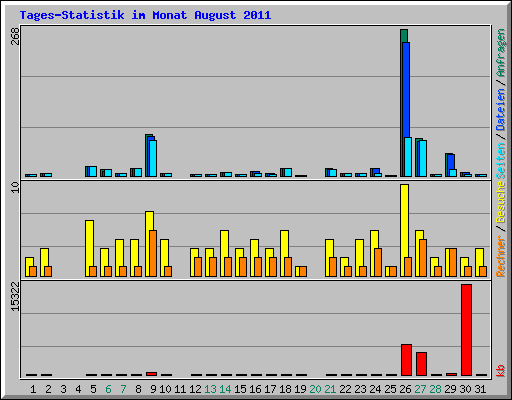 Tages-Statistik im Monat August 2011
268
10
15322
Anfragen / Dateien / Seiten
Rechner / Besuche
kb
1 2 3 4 5 6 7 8 9 10 11 12 13 14 15 16 17 18 19 20 21 22 23 24 25 26 27 28 29 30 31